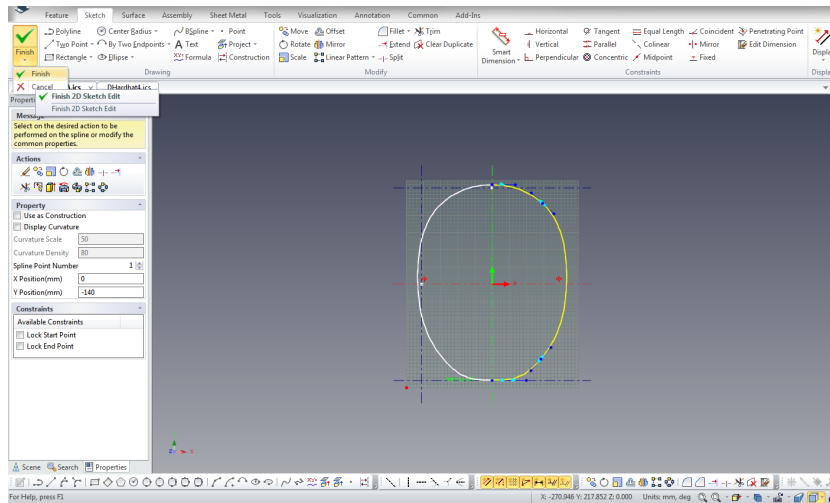 Feature Sketch Surface Assembly Sheet Metal Tools Visualization Annotation Common Add-Ins
Polyline Center Radius BSpline Point Move Offset Fillet Trim Horizontal Tangent Equal Length Coincident Penetrating Point
Two Point By Two Endpoints Text Project Rotate Mirror Extend Clear Duplicate Vertical Parallel Colinear Mirror Edit Dimension
Finish Rectangle Ellipse Formula Construction Scale Linear Pattern Split Smart Dimension Perpendicular Concentric Midpoint Fixed Displa
Drawing Modify Constraints Displa
Finish
Cancel .ics x DHardhat4.ics
Finish 2D Sketch Edit
Finish 2D Sketch Edit
Propert
Message
Select on the desired action to be
performed on the spline or modify the
common properties.
Actions
Property
Use as Construction
Display Curvature
Curvature Scale 50
Curvature Density 80
Spline Point Number 1
X Position(mm) 0
Y Position(mm) -140
Constraints
Available Constraints
Lock Start Point
Lock End Point
Scene Search Properties
For Help, press F1 X: -270.946 Y: 217.852 Z: 0.000 Units: mm, deg